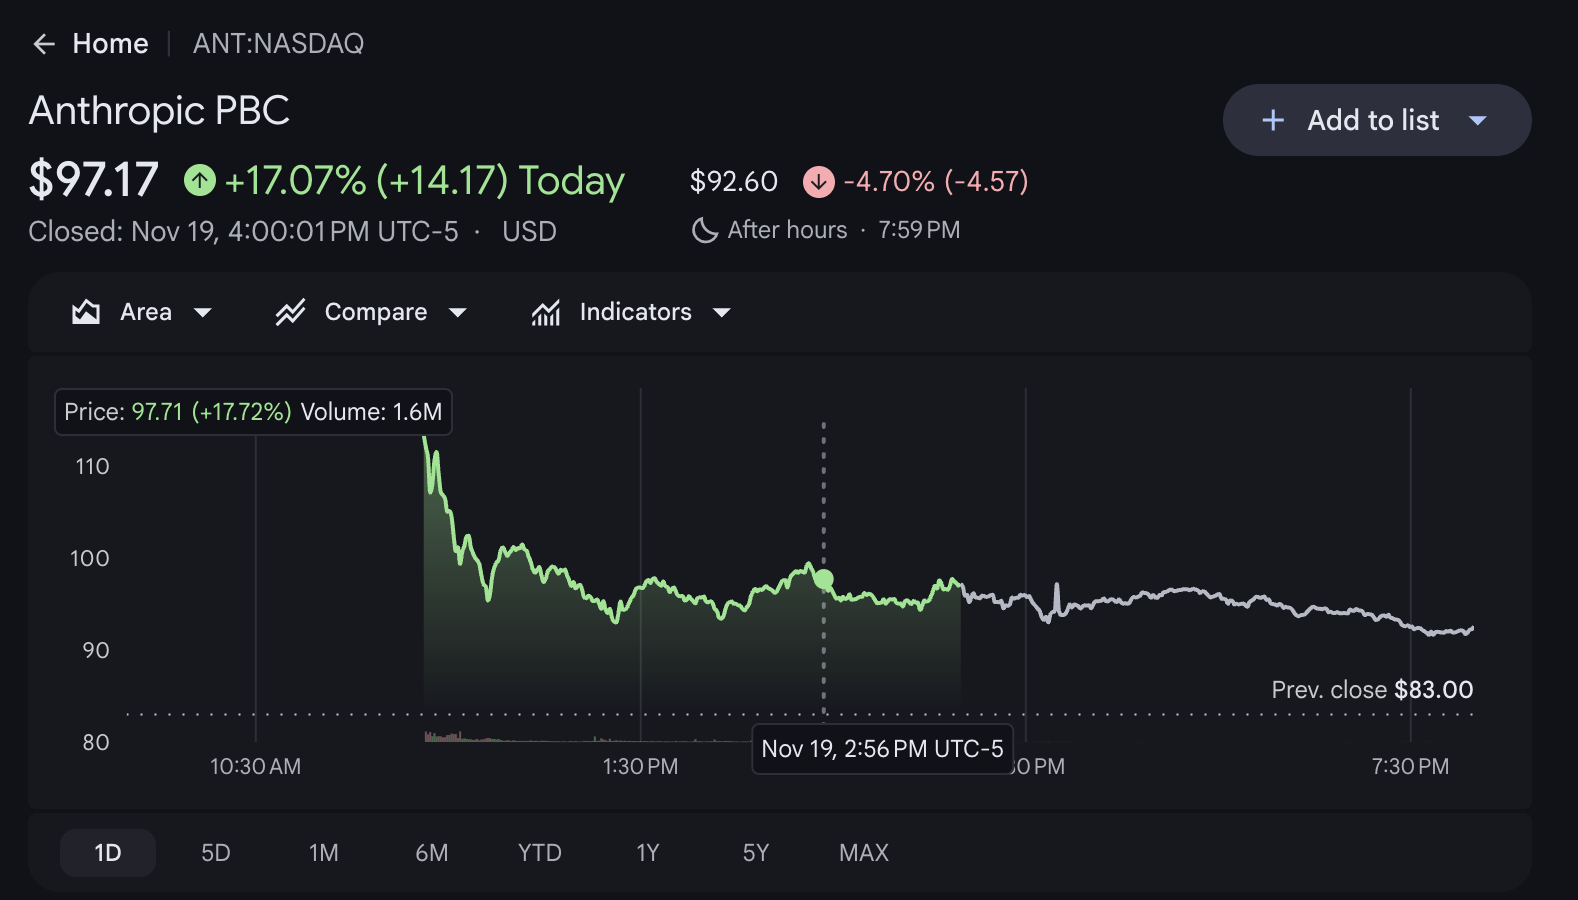 Home
ANT:NASDAQ
Anthropic PBC
Add to list
$97.17 +17.07% (+14.17) Today
$92.60 -4.70% (-4.57)
Closed: Nov 19, 4:00:01 PM UTC-5 · USD
After hours · 7:59 PM
Area
Compare
Indicators
Price: 97.71 (+17.72%) Volume: 1.6M
110
100
90
Prev. close $83.00
80
Nov 19, 2:56 PM UTC-5
10:30 AM
1:30 PM
PM
7:30 PM
1D
5D
1M
6M
YTD
1Y
5Y
MAX